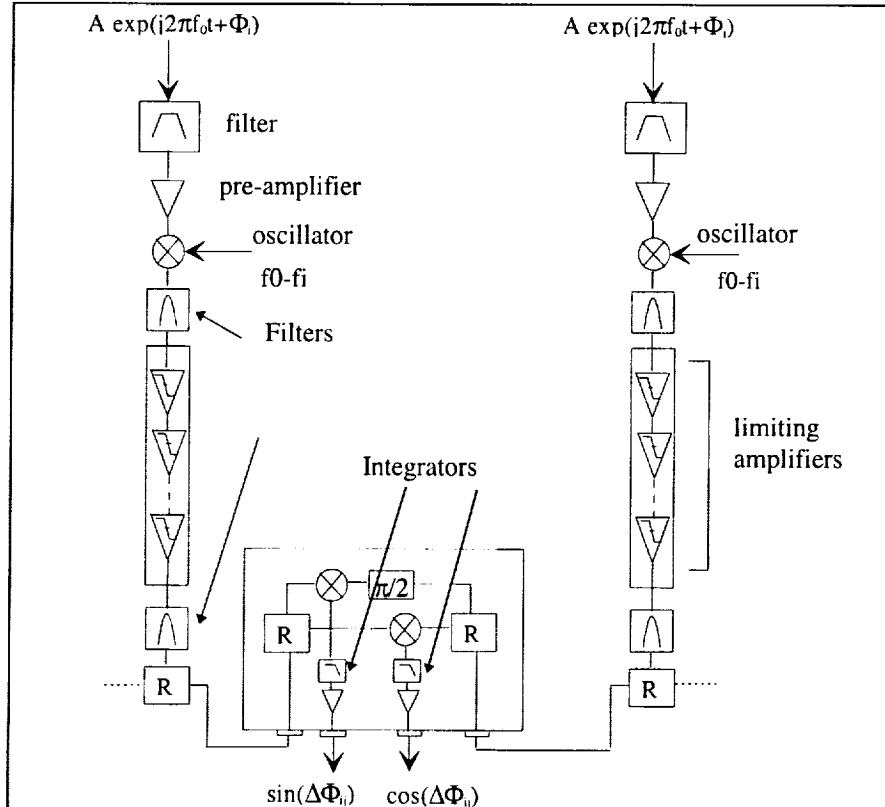 A exp(j2πf₀t+Φᵢ)
A exp(j2πf₀t+Φⱼ)
filter
pre-amplifier
oscillator
f0-fi
oscillator
f0-fi
Filters
limiting
amplifiers
Integrators
π/2
R
R
R
R
sin(ΔΦᵢⱼ)
cos(ΔΦᵢⱼ)